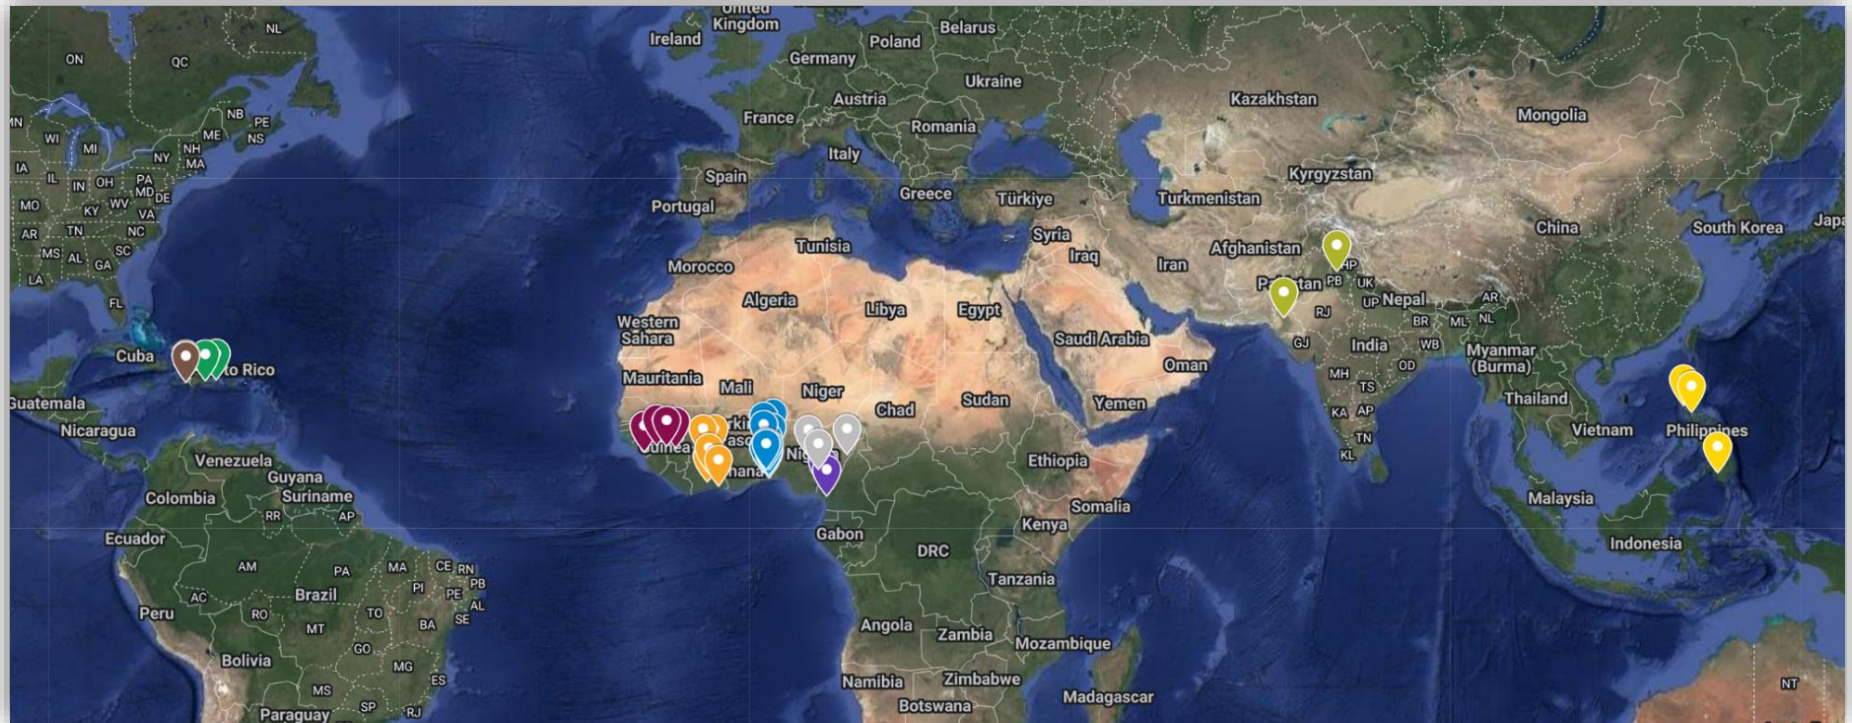 United
Kingdom
Ireland
Belarus
Poland
Germany
Ukraine
Austria
France
Romania
Italy
Spain
Portugal
Greece
Türkiye
Kazakhstan
Mongolia
Kyrgyzstan
Turkmenistan
China
South Korea
NL
ON
QC
NB
PE
NS
ME
WI
MI
NY
NH
MA
IA
IL
IN
OH
PA
MD
DE
MO
KY
WV
VA
AR
TN
NC
MS
AL
GA
SC
LA
FL
Cuba
to Rico
Guatemala
Nicaragua
Tunisia
Morocco
Algeria
Libya
Egypt
Western
Sahara
Mauritania
Mali
Niger
Chad
Sudan
Syria
Iraq
Iran
Afghanistan
Saudi Arabia
Oman
Yemen
HP
PB
UK
UP
Nepal
RJ
AR
NL
BR
ML
GJ
India
WB
OD
MH
TS
KA
AP
TN
KL
Myanmar
(Burma)
Thailand
Vietnam
Philippines
Malaysia
Indonesia
Ethiopia
Somalia
Kenya
Gabon
DRC
Tanzania
Angola
Zambia
Mozambique
Namibia
Zimbabwe
Botswana
Madagascar
Venezuela
Guyana
Suriname
Colombia
RR
AP
Ecuador
AM
PA
MA
CE
RN
PB
PE
PI
AL
SE
AC
RO
Brazil
TO
BA
Peru
MT
GO
MG
ES
Bolivia
MS
SP
RJ
Paraguay
NT